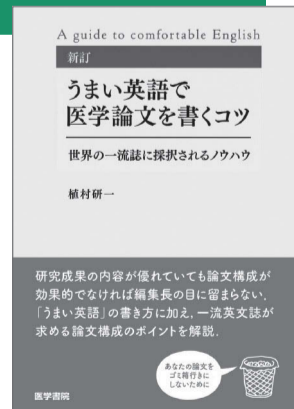 A guide to comfortable English
新訂
うまい英語で
医学論文を書くコツ
世界の一流誌に採択されるノウハウ
植村研一
研究成果の内容が優れていても論文構成が
効果的でなければ編集長の目に留まらない．
「うまい英語」の書き方に加え，一流英文誌が
求める論文構成のポイントを解説．
あなたの論文を
ゴミ箱行きに
しないために
医学書院